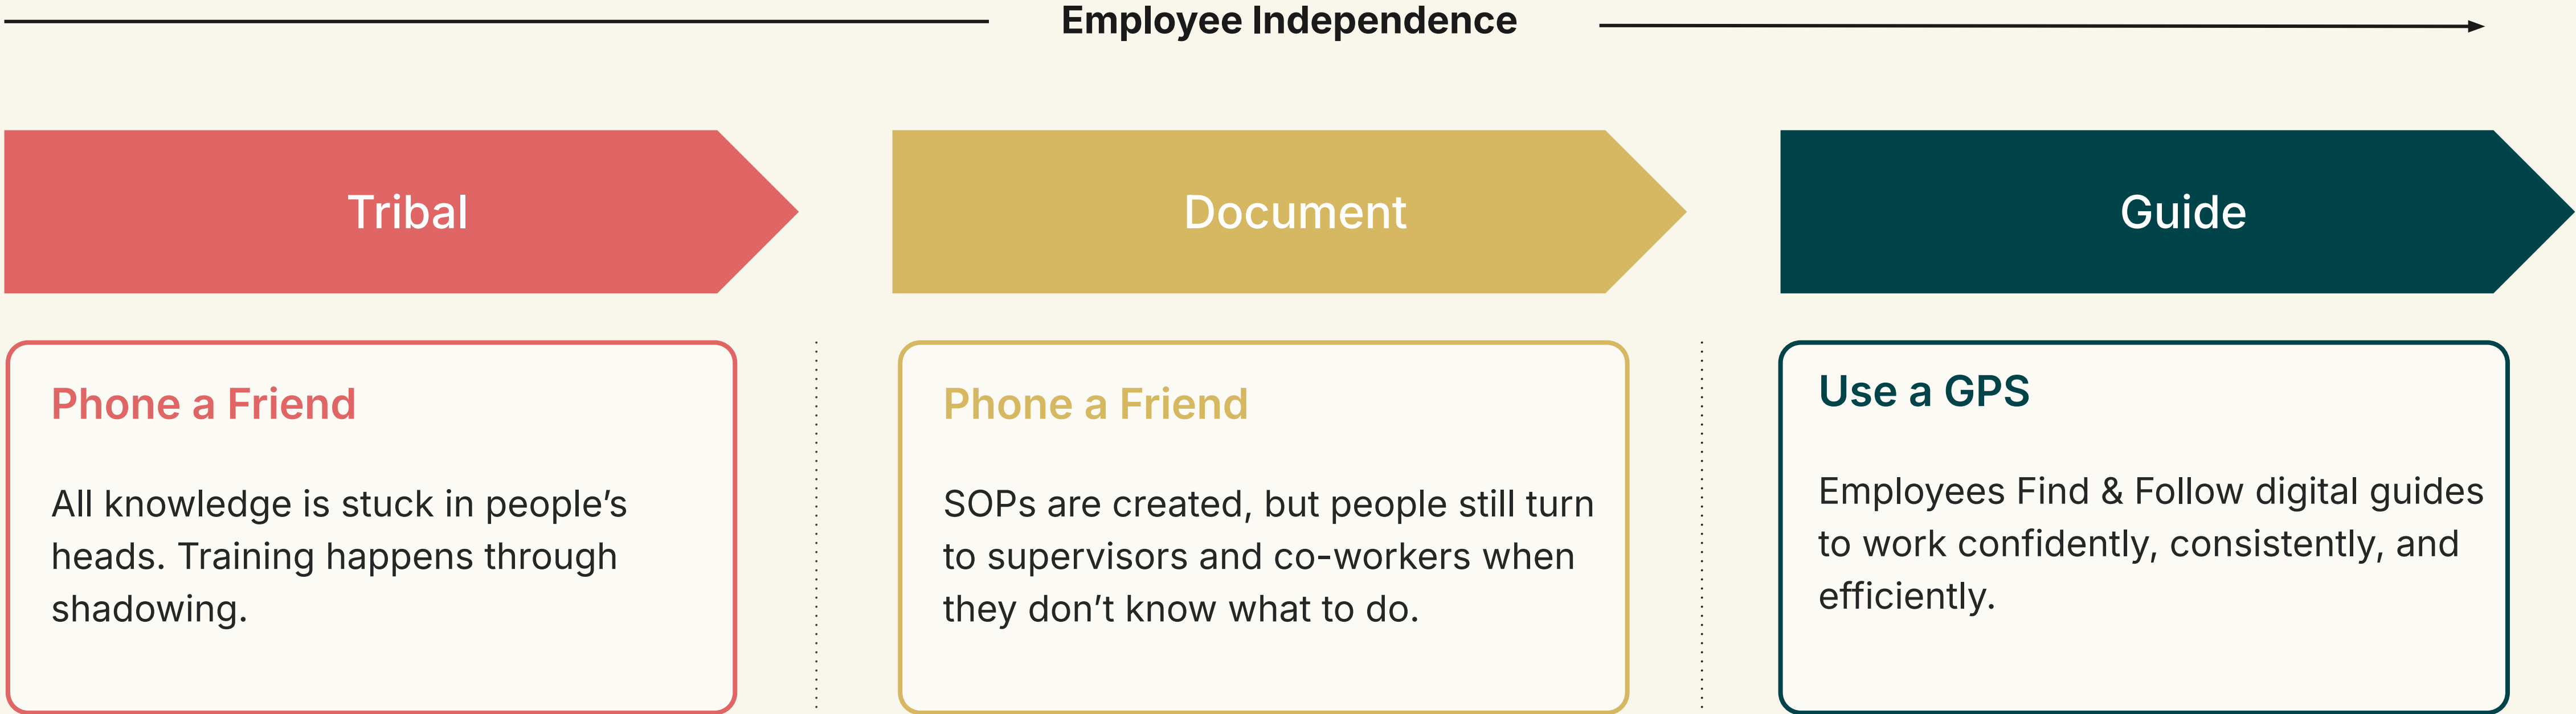 Employee Independence
Tribal
Document
Guide
Phone a Friend
All knowledge is stuck in people’s
heads. Training happens through
shadowing.
Phone a Friend
SOPs are created, but people still turn
to supervisors and co-workers when
they don’t know what to do.
Use a GPS
Employees Find & Follow digital guides
to work confidently, consistently, and
efficiently.